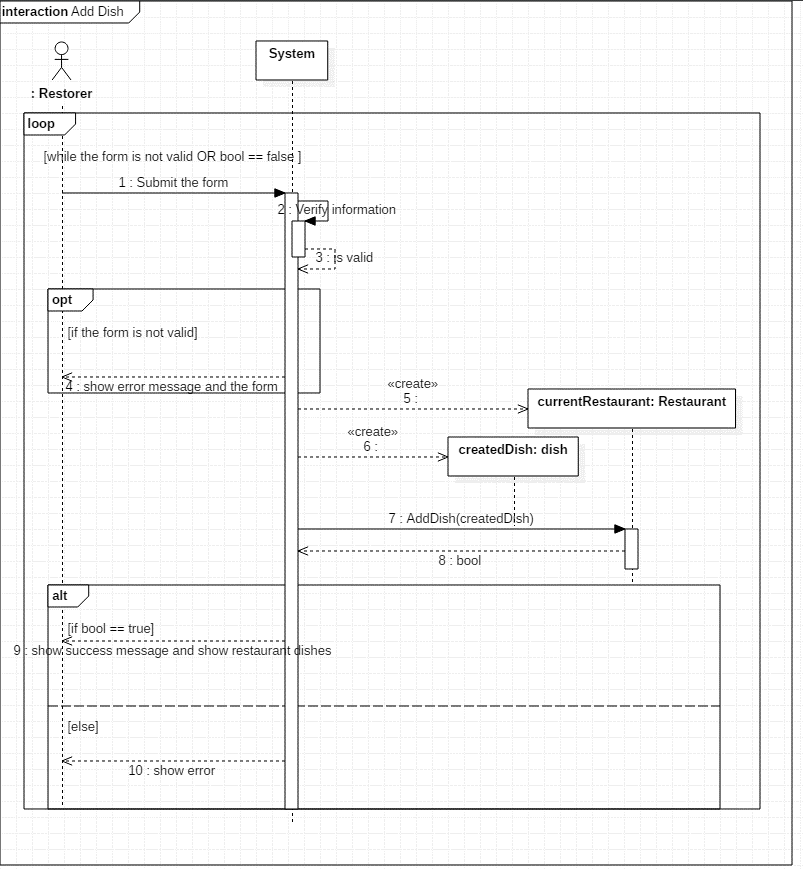 interaction Add Dish
System
: Restorer
loop
[while the form is not valid OR bool == false ]
1 : Submit the form
2 : Verify information
3 : is valid
opt
[if the form is not valid]
4 : show error message and the form
«create»
5 :
currentRestaurant: Restaurant
«create»
6 :
createdDish: dish
7 : AddDish(createdDish)
8 : bool
alt
[if bool == true]
9 : show success message and show restaurant dishes
[else]
10 : show error